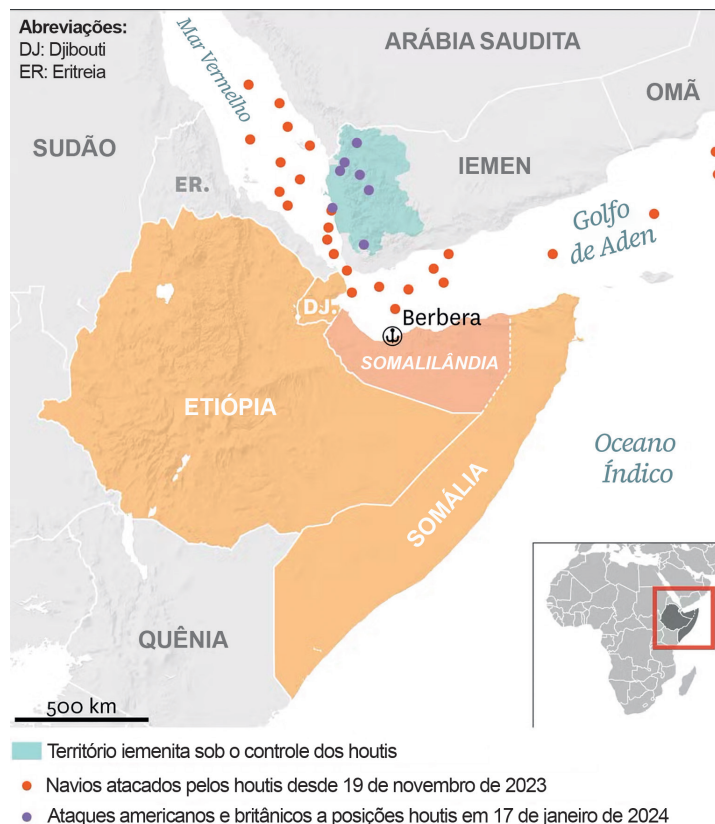 Abreviações:
DJ: Djibouti
ER: Eritreia
Mar Vermelho
ARÁBIA SAUDITA
OMÃ
SUDÃO
IEMEN
ER.
Golfo
de Aden
DJ.
Berbera
SOMALILÂNDIA
ETIÓPIA
Oceano
Índico
SOMÁLIA
QUÊNIA
500 km
Território iemenita sob o controle dos houtis
Navios atacados pelos houtis desde 19 de novembro de 2023
Ataques americanos e britânicos a posições houtis em 17 de janeiro de 2024